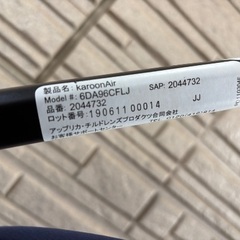 製品名: karoonAir
Model #: 6DA96CFLJ SAP: 2044732
品番: 2044732 JJ
ロット番号: 190611 00014
アップリカ・チルドレンズプロダクツ合同会社